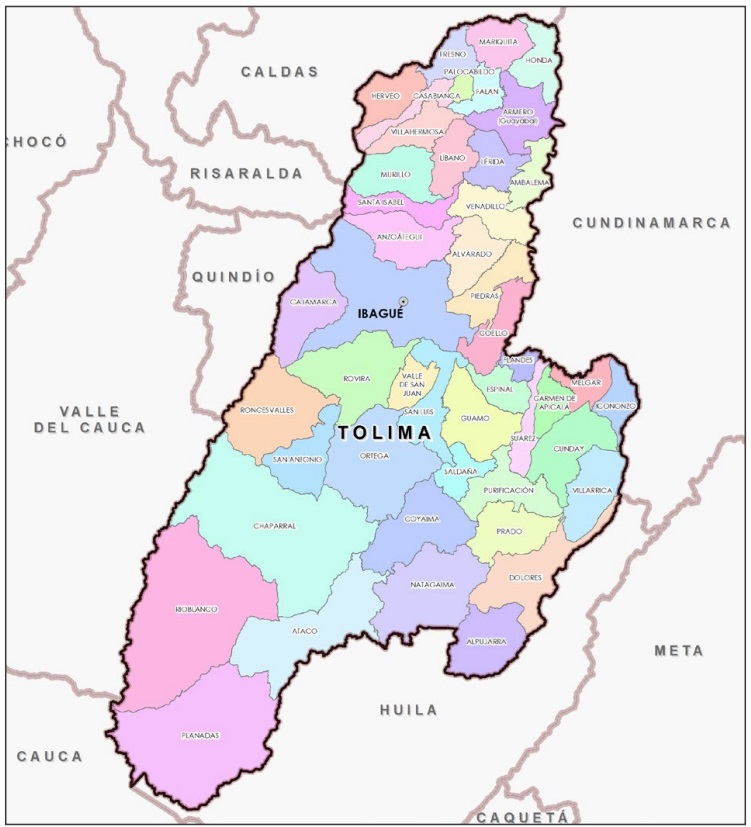 MARIQUITA
FRESNO
HONDA
CALDAS
PALOCABILDO
FALAN
HERVEO
CASABIANCA
ARMERO
(Guayabal)
VILLAHERMOSA
CHOCÓ
LÍBANO
LÉRIDA
RISARALDA
MURILLO
AMBALEMA
SANTA ISABEL
VENADILLO
CUNDINAMARCA
ANZOÁTEGUI
ALVARADO
QUINDÍO
CAJAMARCA
PIEDRAS
IBAGUÉ
COELLO
FLANDES
ROVIRA
VALLE
DE SAN
JUAN
ESPINAL
MELGAR
CARMEN DE
APICALA
ICONONZO
RONCESVALLES
SAN LUIS
VALLE
DEL CAUCA
GUAMO
TOLIMA
SUÁREZ
CUNDAY
SAN ANTONIO
ORTEGA
SALDAÑA
PURIFICACIÓN
VILLARRICA
COYAIMA
CHAPARRAL
PRADO
DOLORES
NATAGAIMA
RIOBLANCO
ATACO
ALPUJARRA
META
HUILA
PLANADAS
CAUCA
CAQUETÁ